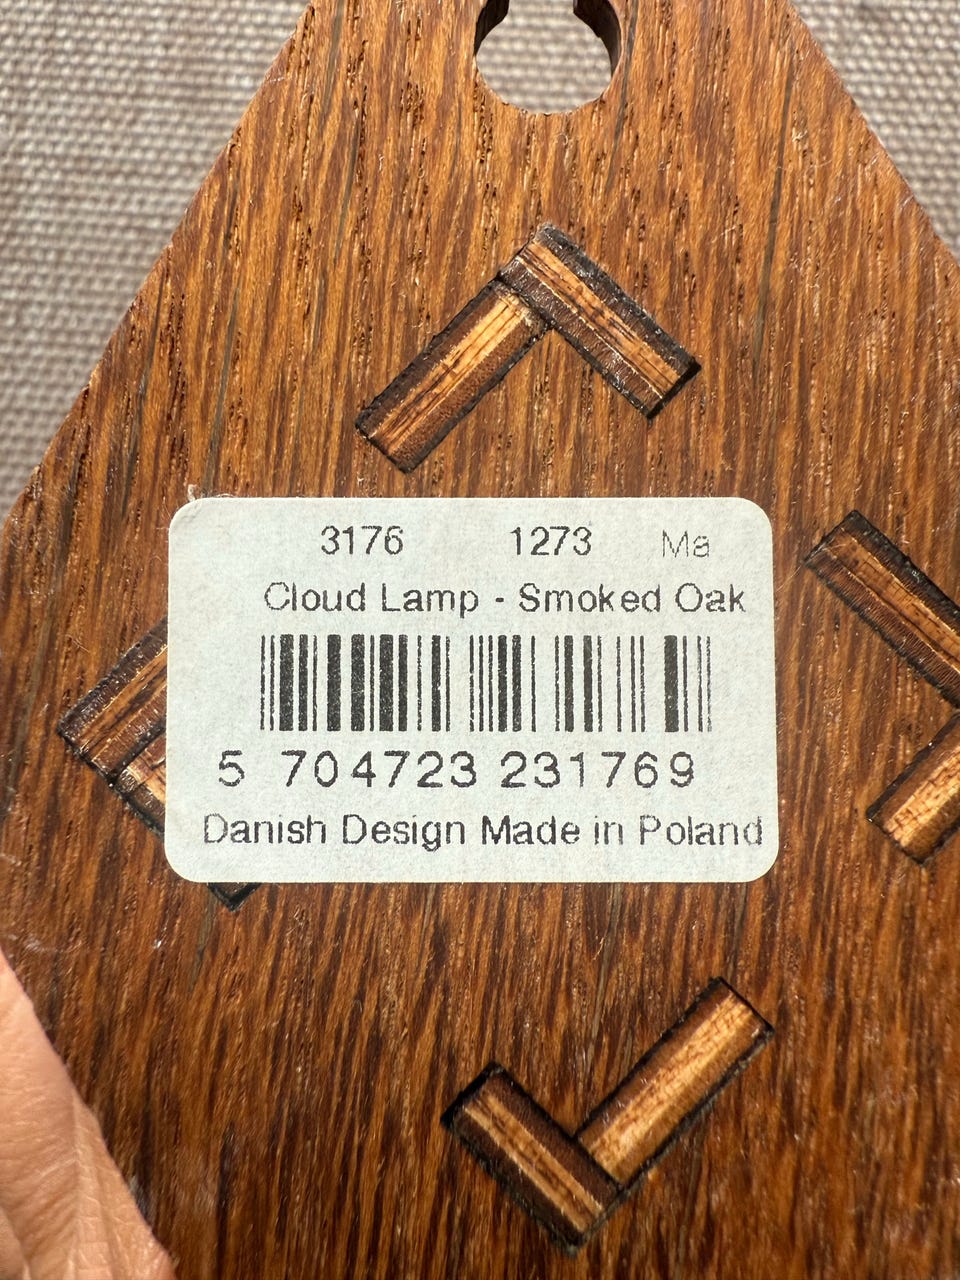 3176 1273 Ma
Cloud Lamp - Smoked Oak
5 704723 231769
Danish Design Made in Poland